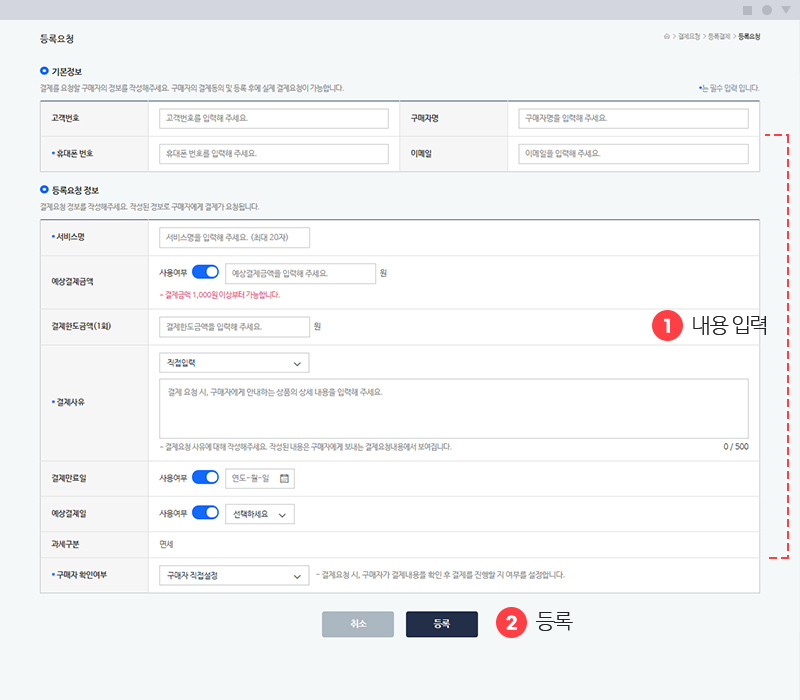 등록요청
결제요청 > 등록결제 > 등록요청
기본정보
결제를 요청할 구매자의 정보를 작성해주세요. 구매자의 결제동의 및 등록 후에 실제 결제요청이 가능합니다.
•는 필수 입력 입니다.
고객번호
고객번호를 입력해 주세요.
구매자명
구매자명을 입력해 주세요.
• 휴대폰 번호
휴대폰 번호를 입력해 주세요.
이메일
이메일을 입력해 주세요.
등록요청 정보
결제요청 정보를 작성해주세요. 작성된 정보로 구매자에게 결제가 요청됩니다.
• 서비스명
서비스명을 입력해 주세요. (최대 20자)
예상결제금액
사용여부
예상결제금액을 입력해 주세요.
원
- 결제금액 1,000원 이상부터 가능합니다.
결제한도금액(1회)
결제한도금액을 입력해 주세요.
원
1 내용 입력
• 결제사유
직접입력
결제 요청 시, 구매자에게 안내하는 상품의 상세 내용을 입력해 주세요.
- 결제요청 사유에 대해 작성해주세요. 작성된 내용은 구매자에게 보내는 결제요청내용에서 보여집니다.
0 / 500
결제만료일
사용여부
연도-월-일
예상결제일
사용여부
선택하세요
과세구분
면세
• 구매자 확인여부
구매자 직접설정
- 결제요청 시, 구매자가 결제내용을 확인 후 결제를 진행할 지 여부를 설정합니다.
취소
등록
2 등록